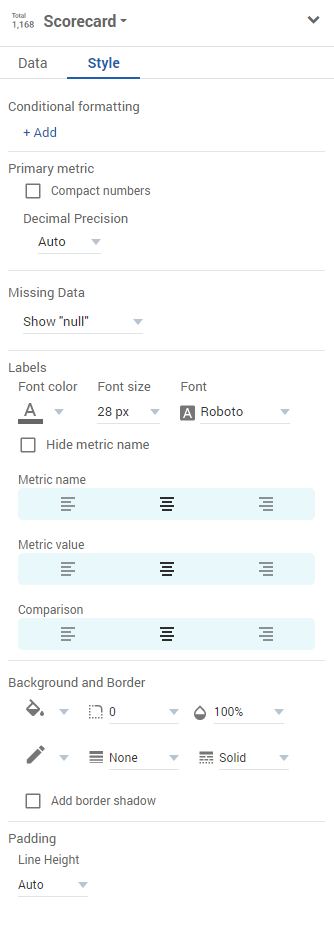 Total
1,168
Scorecard
Data Style
Conditional formatting
+ Add
Primary metric
Compact numbers
Decimal Precision
Auto
Missing Data
Show "null"
Labels
Font color Font size Font
A 28 px A Roboto
Hide metric name
Metric name
Metric value
Comparison
Background and Border
0 100%
None Solid
Add border shadow
Padding
Line Height
Auto